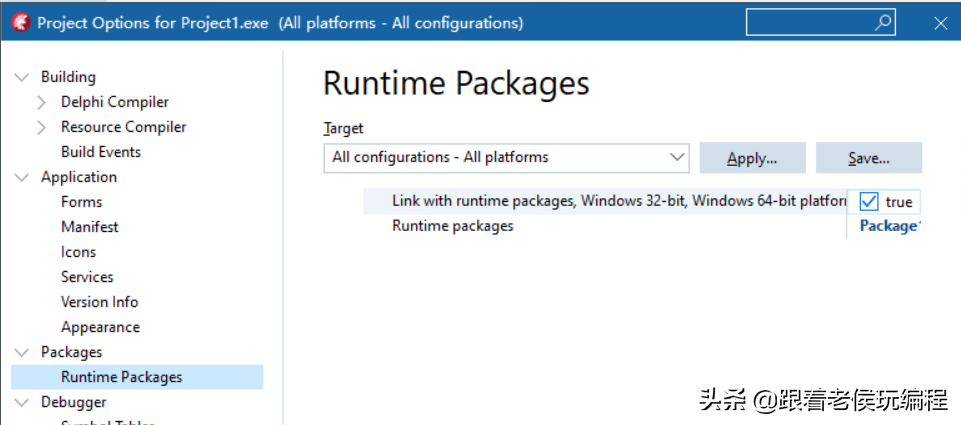 Project Options for Project1.exe (All platforms - All configurations)
Building
Delphi Compiler
Resource Compiler
Build Events
Application
Forms
Manifest
Icons
Services
Version Info
Appearance
Packages
Runtime Packages
Debugger
Symbol Tables
Runtime Packages
Target
All configurations - All platforms
Apply...
Save...
Link with runtime packages, Windows 32-bit, Windows 64-bit platfor
true
Runtime packages
Package
头条 @跟着老侯玩编程